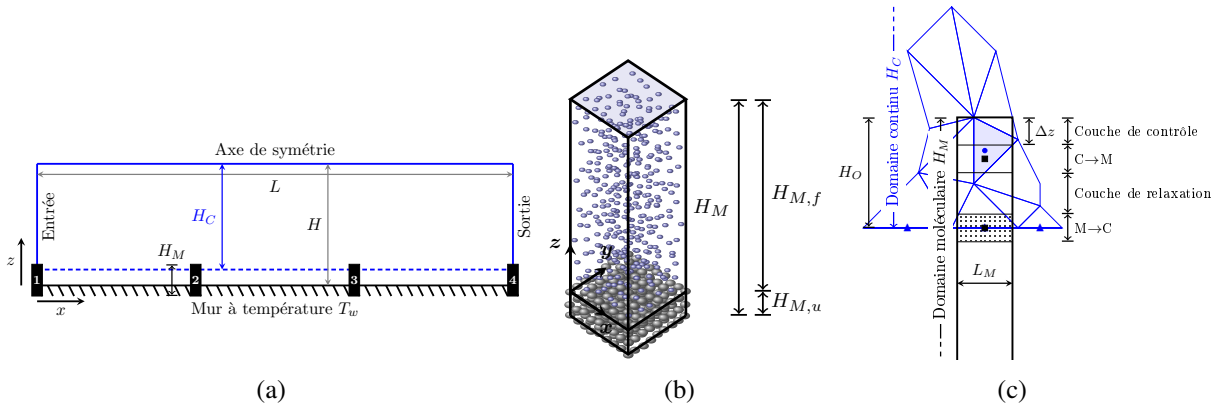 Axe de symétrie
L
Entrée
H_C
H
Sortie
z
H_M
1
2
3
4
x
Mur à température T_w
(a)
H_M
H_{M,f}
z
y
x
H_{M,u}
(b)
Domaine continu H_C
Domaine moléculaire H_M
H_O
Δz
Couche de contrôle
C→M
Couche de relaxation
M→C
L_M
(c)